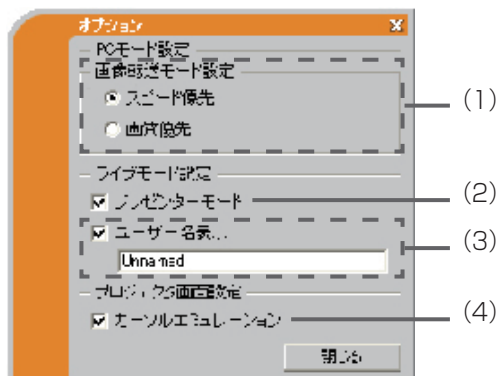 オプション
PCモード設定
画像転送モード設定
スピード優先
画質優先
(1)
ライブモード設定
プレゼンターモード
(2)
ユーザー名表...
(3)
Unnamed
プロジェクタ画面設定
カーソルエミュレーション
(4)
閉じる